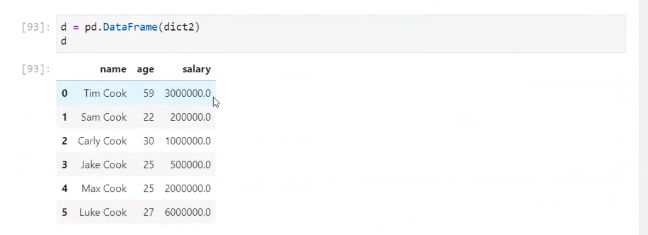 [93]: d = pd.DataFrame(dict2)
d
[93]: name age salary
0 Tim Cook 59 3000000.0
1 Sam Cook 22 200000.0
2 Carly Cook 30 1000000.0
3 Jake Cook 25 500000.0
4 Max Cook 25 2000000.0
5 Luke Cook 27 6000000.0